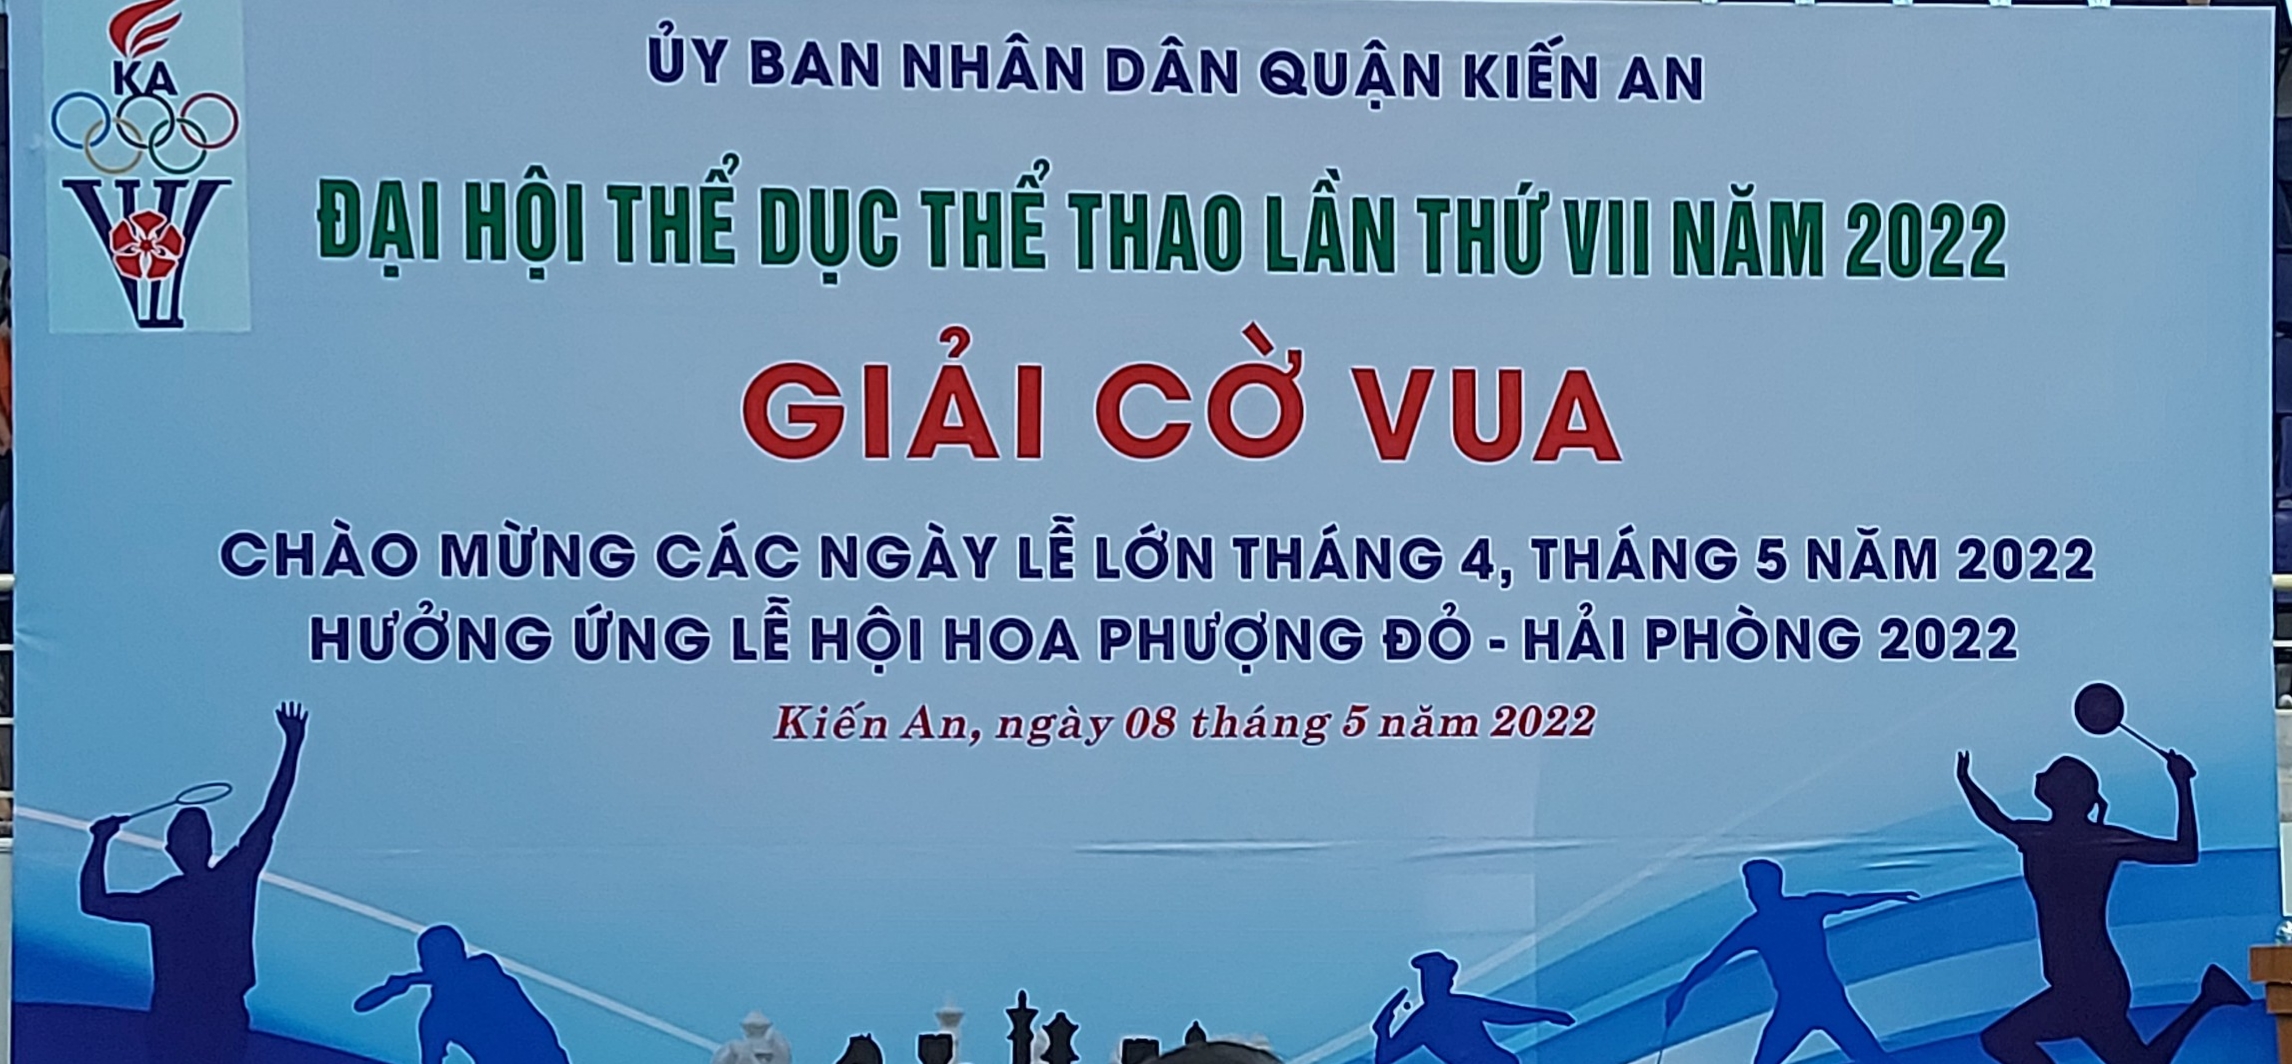 KA
VII
ỦY BAN NHÂN DÂN QUẬN KIẾN AN
ĐẠI HỘI THỂ DỤC THỂ THAO LẦN THỨ VII NĂM 2022
GIẢI CỜ VUA
CHÀO MỪNG CÁC NGÀY LỄ LỚN THÁNG 4, THÁNG 5 NĂM 2022
HƯỞNG ỨNG LỄ HỘI HOA PHƯỢNG ĐỎ - HẢI PHÒNG 2022
Kiến An, ngày 08 tháng 5 năm 2022